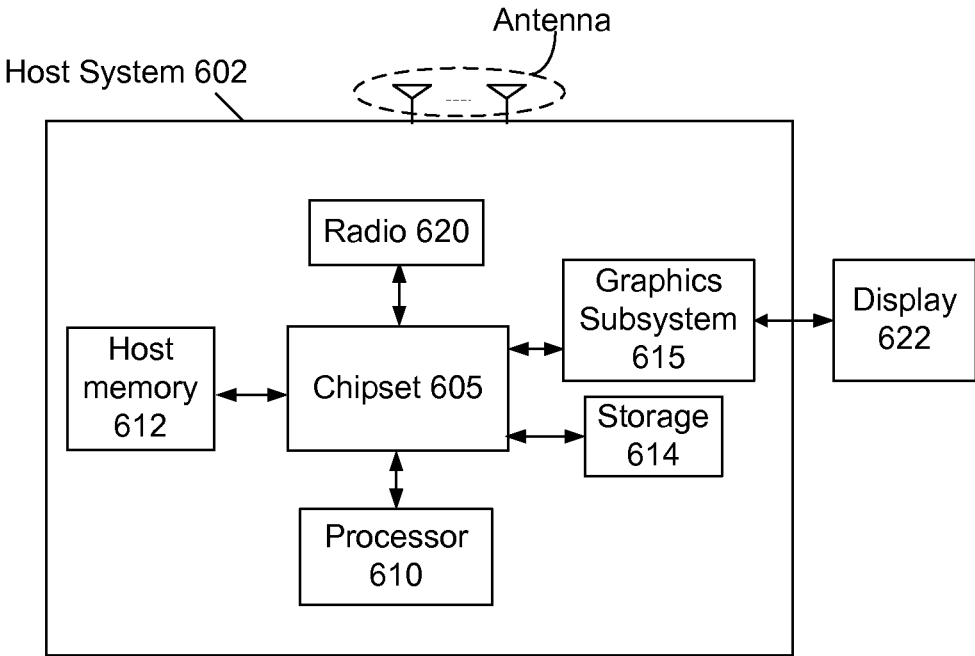 Antenna
Host System 602
Radio 620
Graphics
Subsystem
615
Display
622
Host
memory
612
Chipset 605
Storage
614
Processor
610